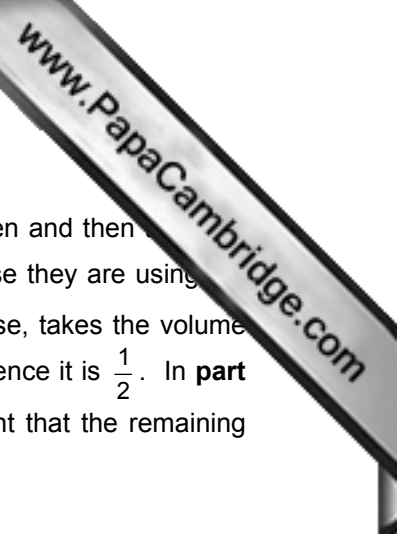 www.PapaCambridge.com
en and then
se they are using
se, takes the volume
ence it is 1/2. In part
nt that the remaining